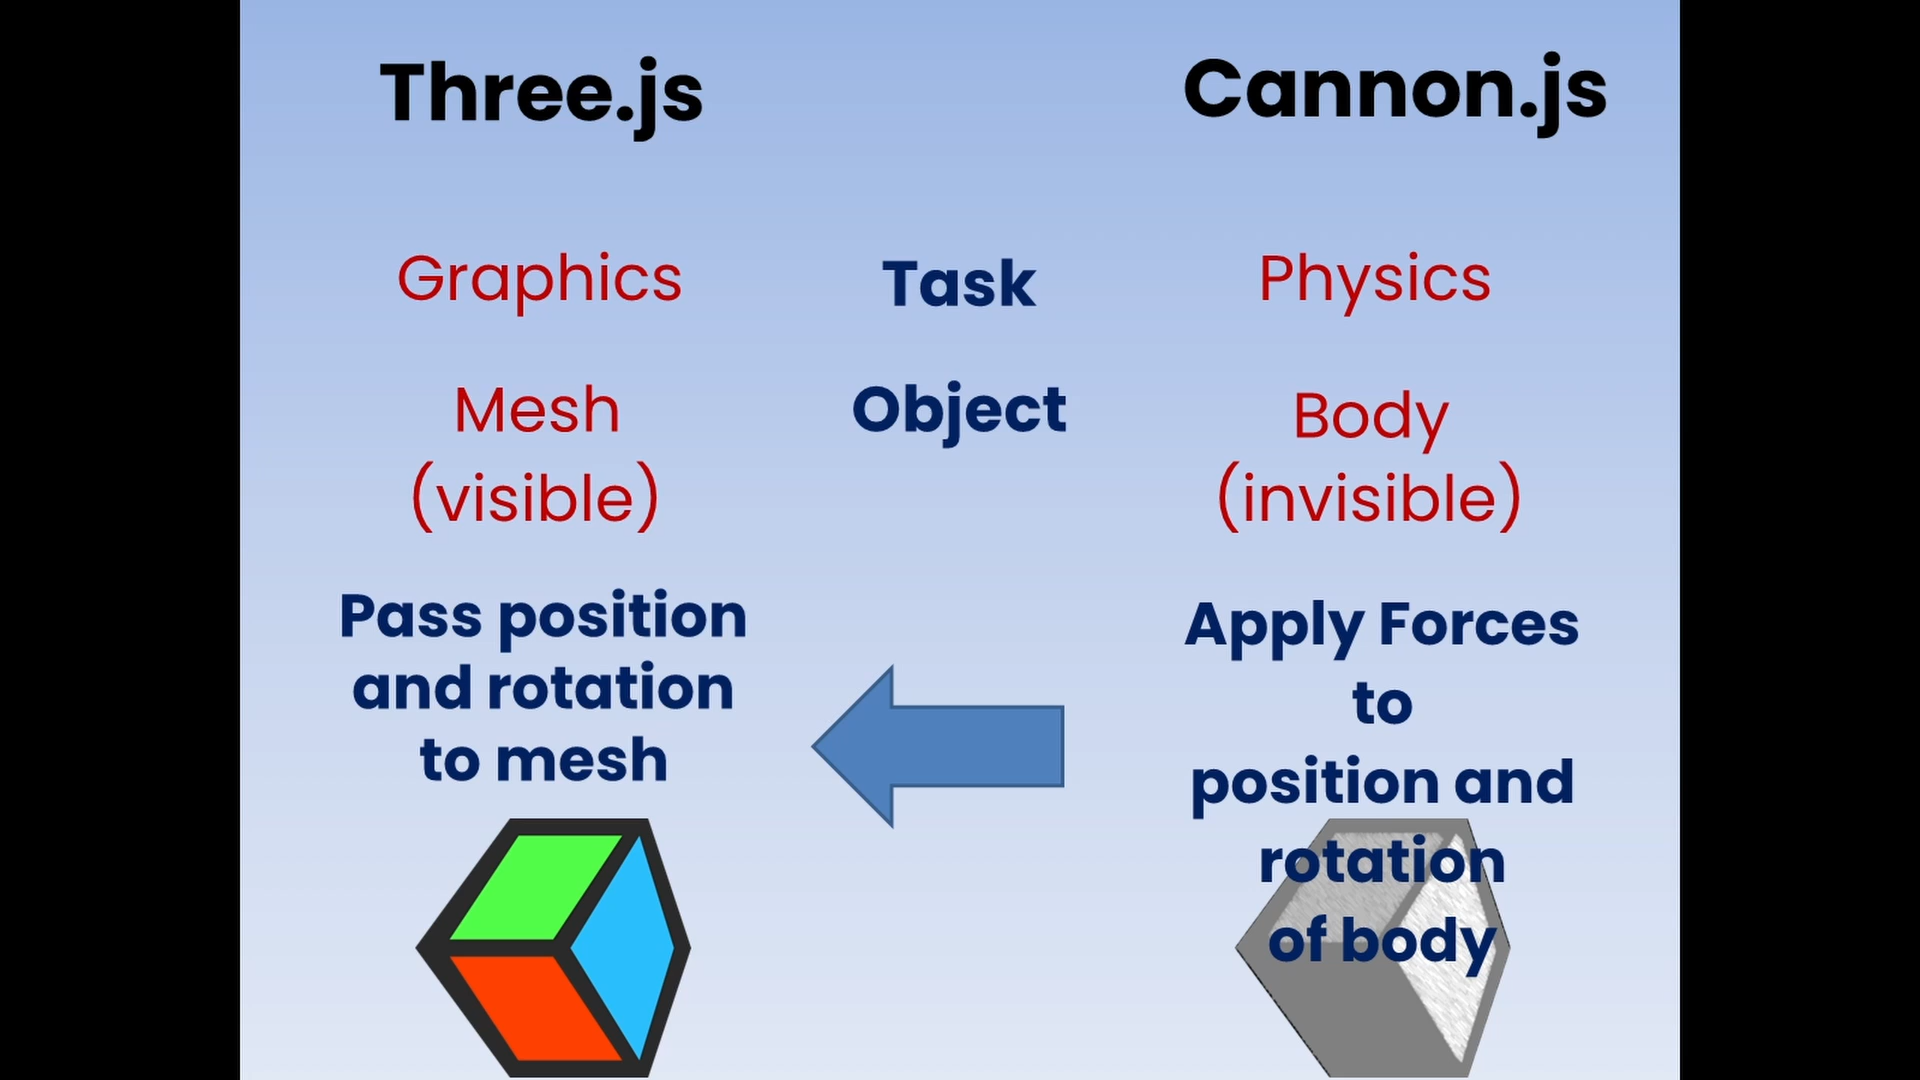 Three.js
Cannon.js
Graphics
Task
Physics
Mesh
(visible)
Object
Body
(invisible)
Pass position
and rotation
to mesh
Apply Forces
to
position and
rotation
of body